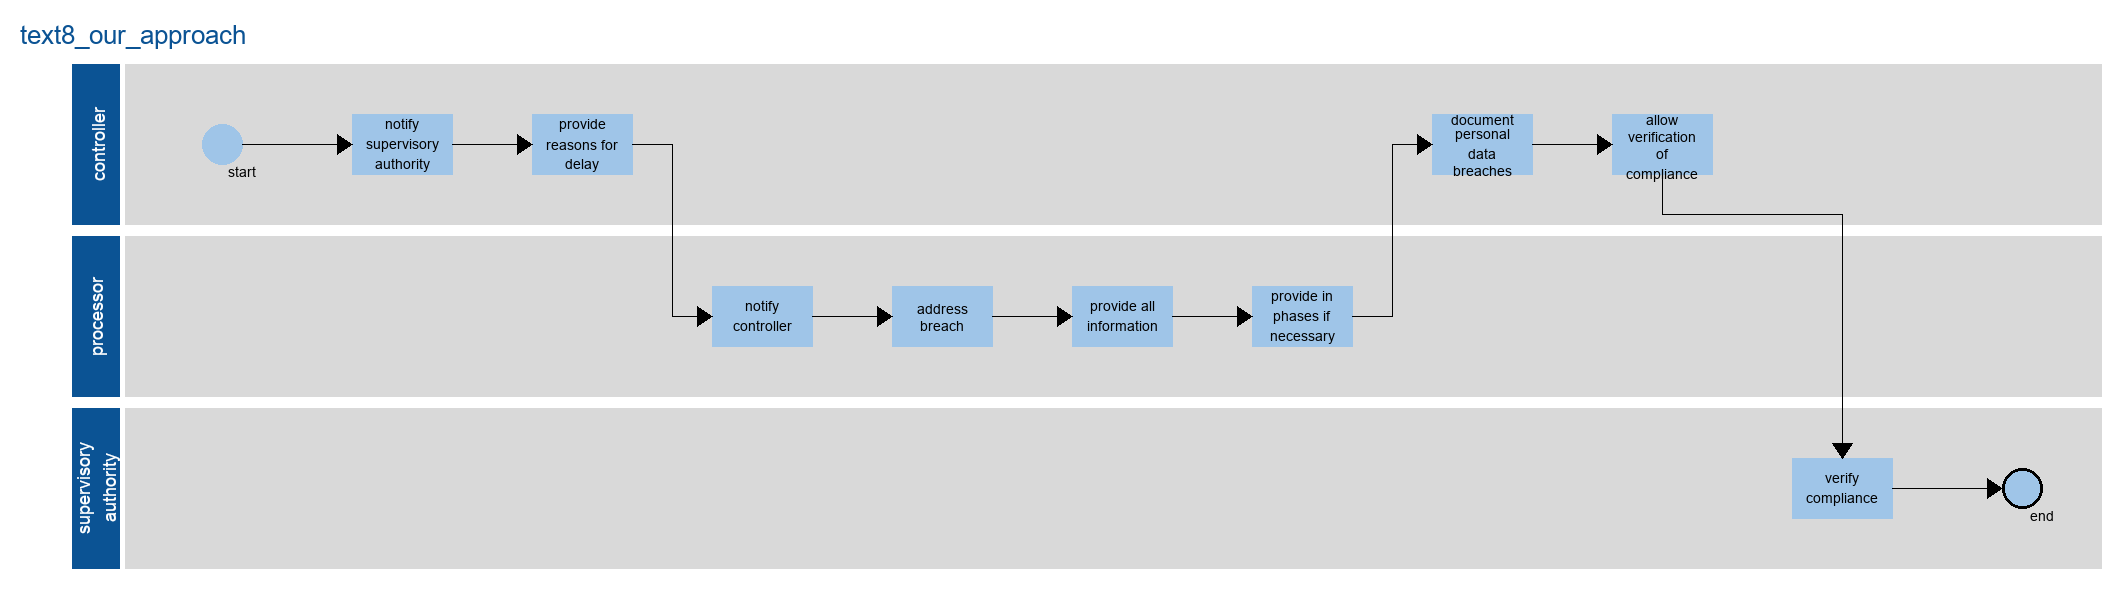 text8_our_approach
controller
start
notify
supervisory
authority
provide
reasons for
delay
document
personal
data
breaches
allow
verification
of
compliance
processor
notify
controller
address
breach
provide all
information
provide in
phases if
necessary
supervisory
authority
verify
compliance
end